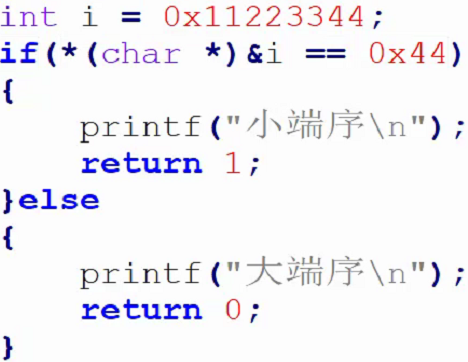 int i = 0x11223344;
if(*(char *)&i == 0x44)
{
    printf("小端序\n");
    return 1;
}else
{
    printf("大端序\n");
    return 0;
}